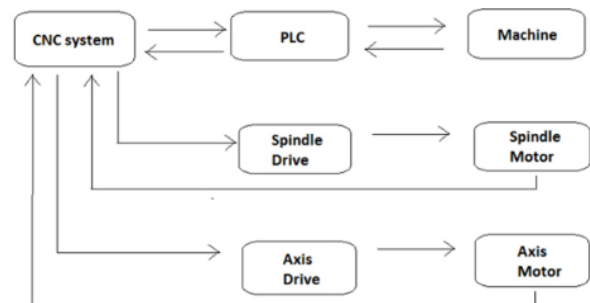 CNC system
PLC
Machine
Spindle
Drive
Spindle
Motor
Axis
Drive
Axis
Motor